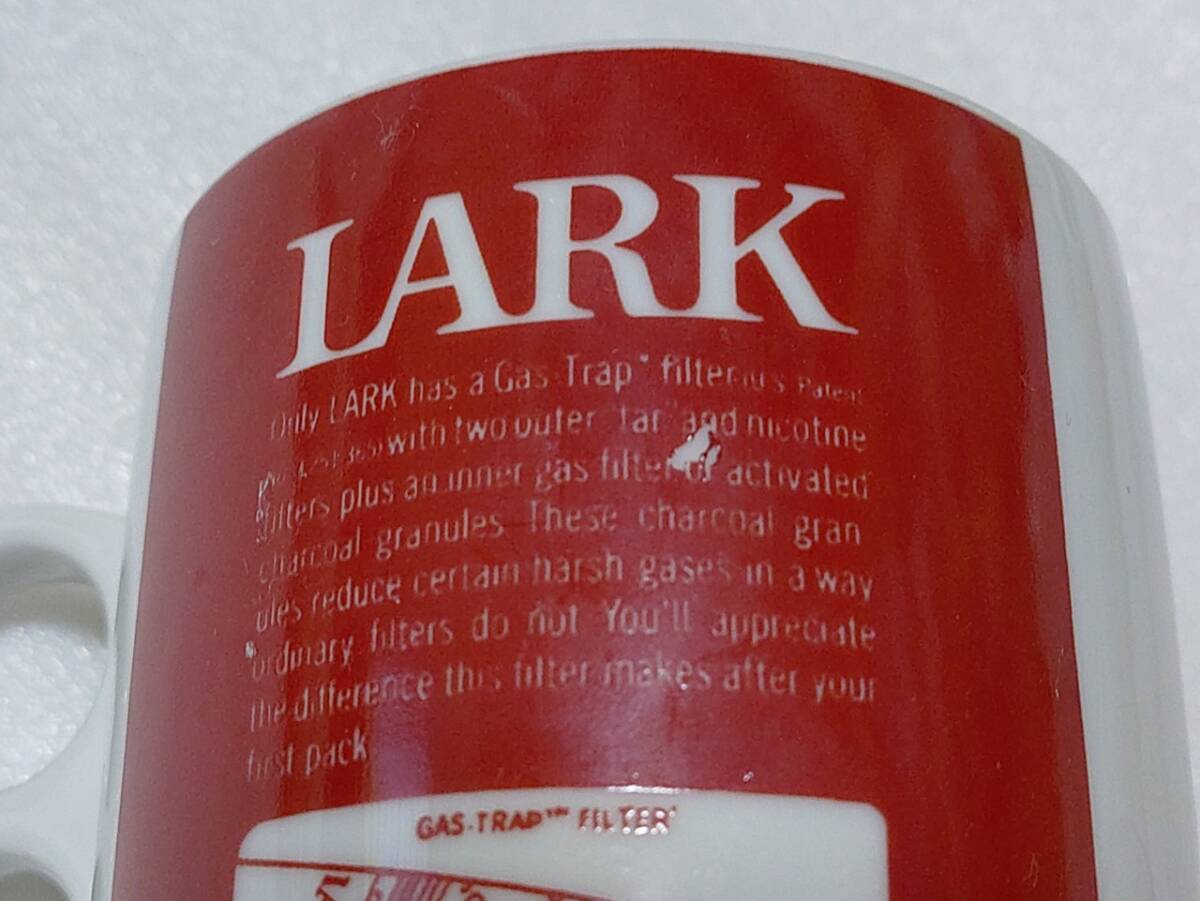 LARK
Only LARK has a Gas-Trap™ filter (U.S. Patent
with two outer "tar" and nicotine
filters plus an inner gas filter of activated
charcoal granules. These charcoal gran
ules reduce certain harsh gases in a way
ordinary filters do not. You'll appreciate
the difference this filter makes after your
first pack
GAS-TRAP™ FILTER